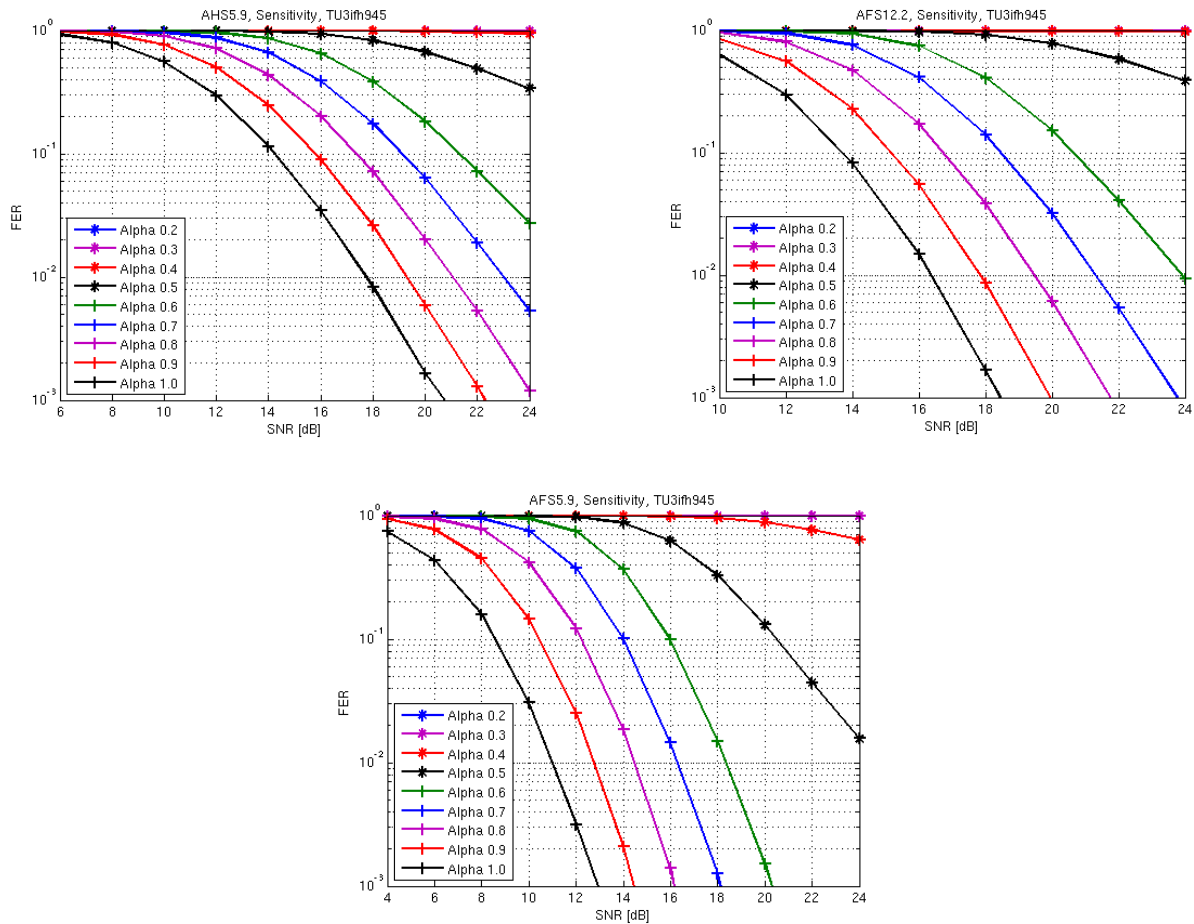 AHS5.9, Sensitivity, TU3ifh945
10^0
10^-1
10^-2
10^-3
FER
Alpha 0.2
Alpha 0.3
Alpha 0.4
Alpha 0.5
Alpha 0.6
Alpha 0.7
Alpha 0.8
Alpha 0.9
Alpha 1.0
6 8 10 12 14 16 18 20 22 24
SNR [dB]
AFS12.2, Sensitivity, TU3ifh945
10^0
10^-1
10^-2
10^-3
FER
Alpha 0.2
Alpha 0.3
Alpha 0.4
Alpha 0.5
Alpha 0.6
Alpha 0.7
Alpha 0.8
Alpha 0.9
Alpha 1.0
10 12 14 16 18 20 22 24
SNR [dB]
AFS5.9, Sensitivity, TU3ifh945
10^0
10^-1
10^-2
10^-3
FER
Alpha 0.2
Alpha 0.3
Alpha 0.4
Alpha 0.5
Alpha 0.6
Alpha 0.7
Alpha 0.8
Alpha 0.9
Alpha 1.0
4 6 8 10 12 14 16 18 20 22 24
SNR [dB]